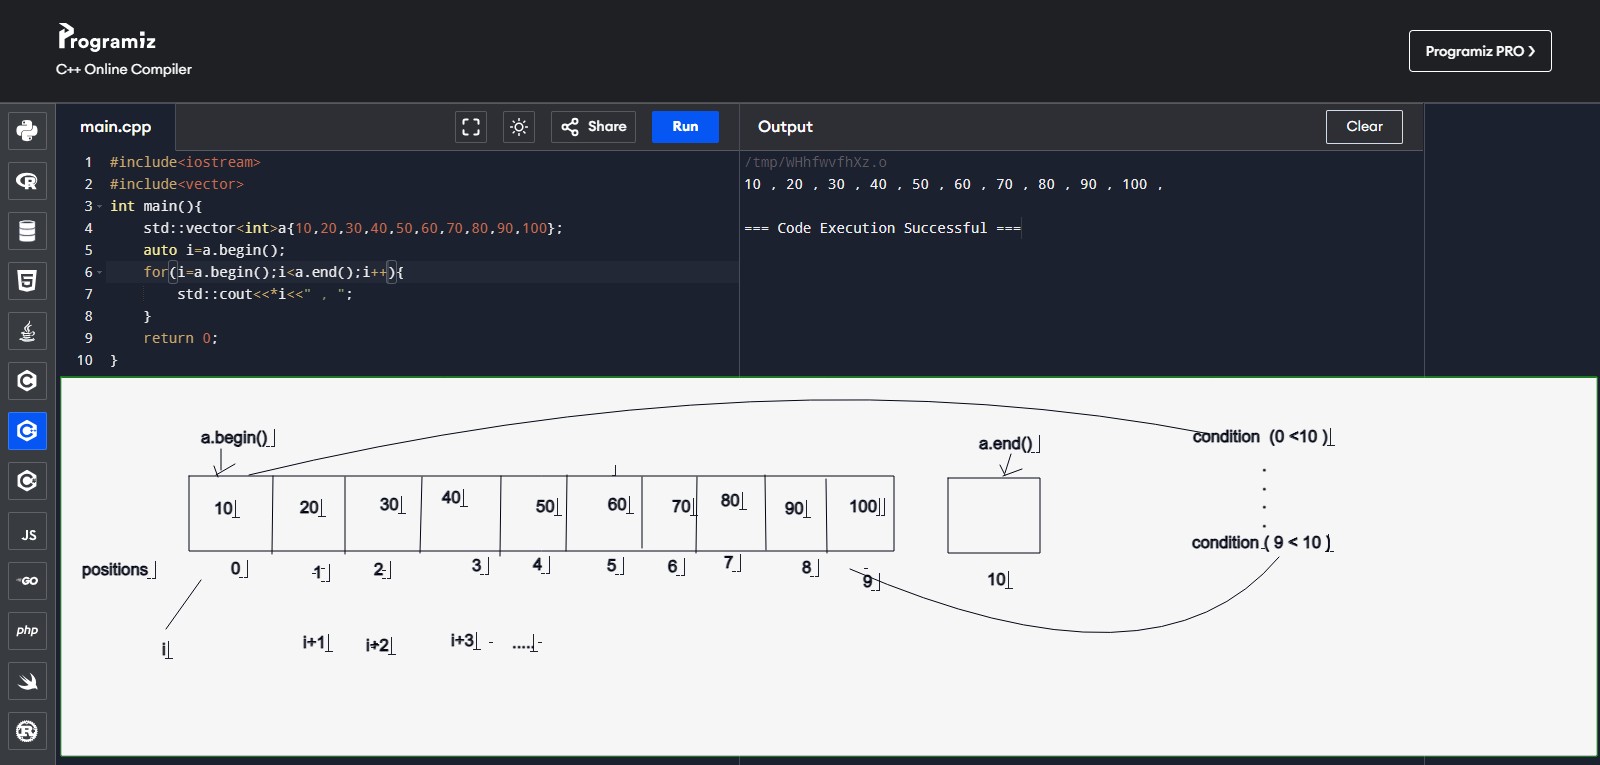 Programiz
C++ Online Compiler
Programiz PRO ❯
main.cpp
Share
Run
Output
Clear
1 #include<iostream>
2 #include<vector>
3 int main(){
4 std::vector<int>a{10,20,30,40,50,60,70,80,90,100};
5 auto i=a.begin();
6 for(i=a.begin();i<a.end();i++){
7 std::cout<<*i<<" , ";
8 }
9 return 0;
10 }
/tmp/WHhfwvfhXz.o
10 , 20 , 30 , 40 , 50 , 60 , 70 , 80 , 90 , 100 ,
=== Code Execution Successful ===
JS
GO
php
a.begin()
a.end()
condition (0 <10 )
10 20 30 40 50 60 70 80 90 100
condition ( 9 < 10 )
positions 0 1 2 3 4 5 6 7 8 9 10
i i+1 i+2 i+3 .....